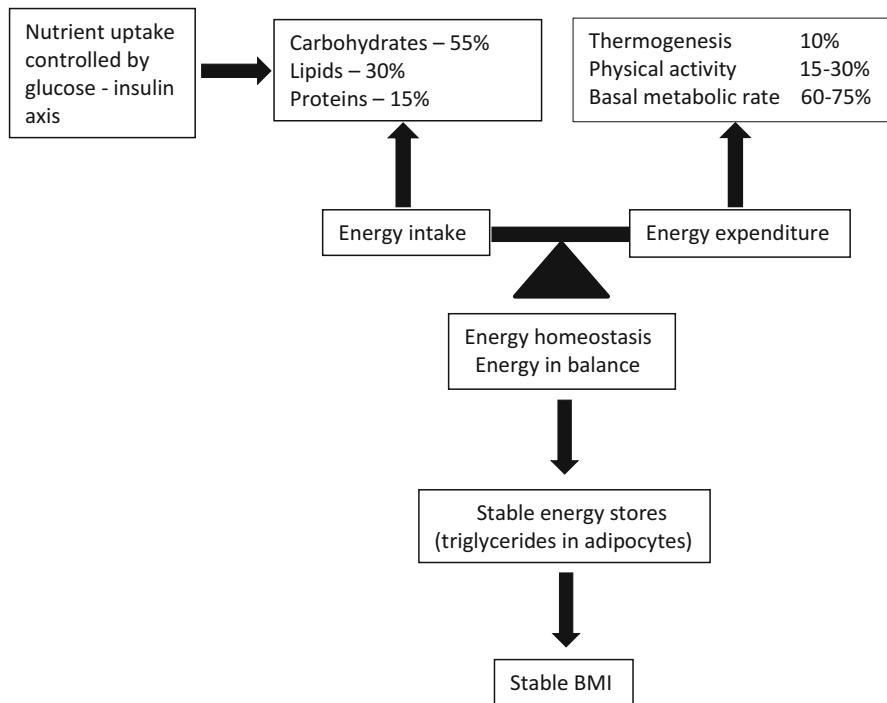 Nutrient uptake
controlled by
glucose - insulin
axis
Carbohydrates – 55%
Lipids – 30%
Proteins – 15%
Thermogenesis 10%
Physical activity 15-30%
Basal metabolic rate 60-75%
Energy intake
Energy expenditure
Energy homeostasis
Energy in balance
Stable energy stores
(triglycerides in adipocytes)
Stable BMI